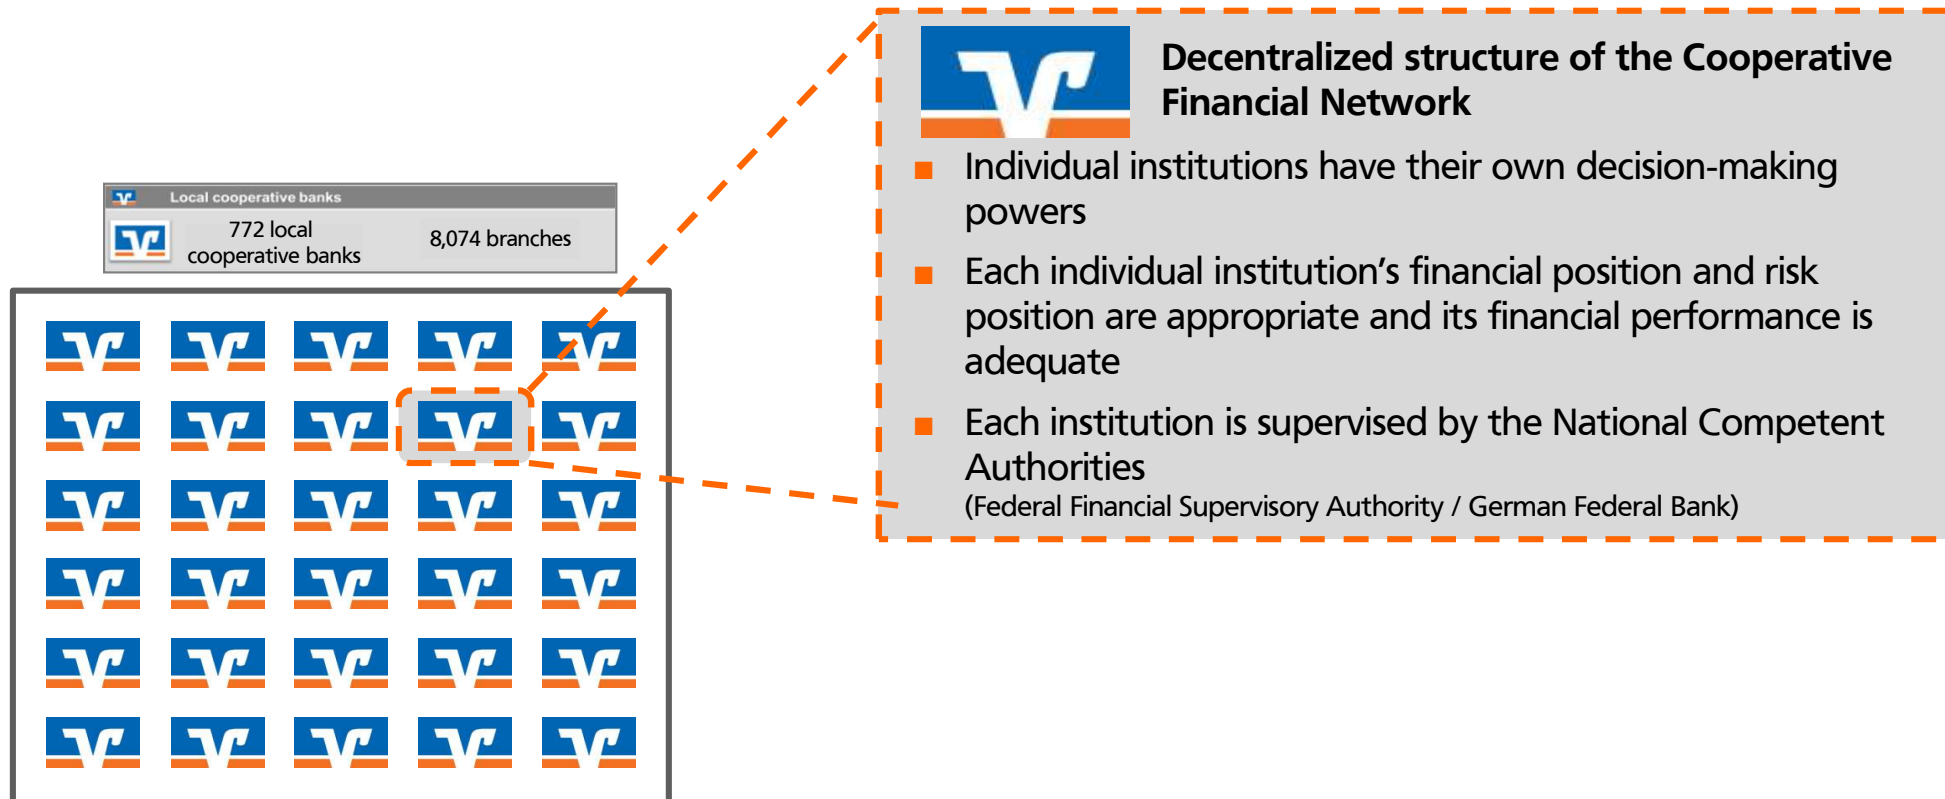 Decentralized structure of the Cooperative
Financial Network
Individual institutions have their own decision-making
powers
Each individual institution’s financial position and risk
position are appropriate and its financial performance is
adequate
Each institution is supervised by the National Competent
Authorities
(Federal Financial Supervisory Authority / German Federal Bank)
Local cooperative banks
772 local
cooperative banks
8,074 branches